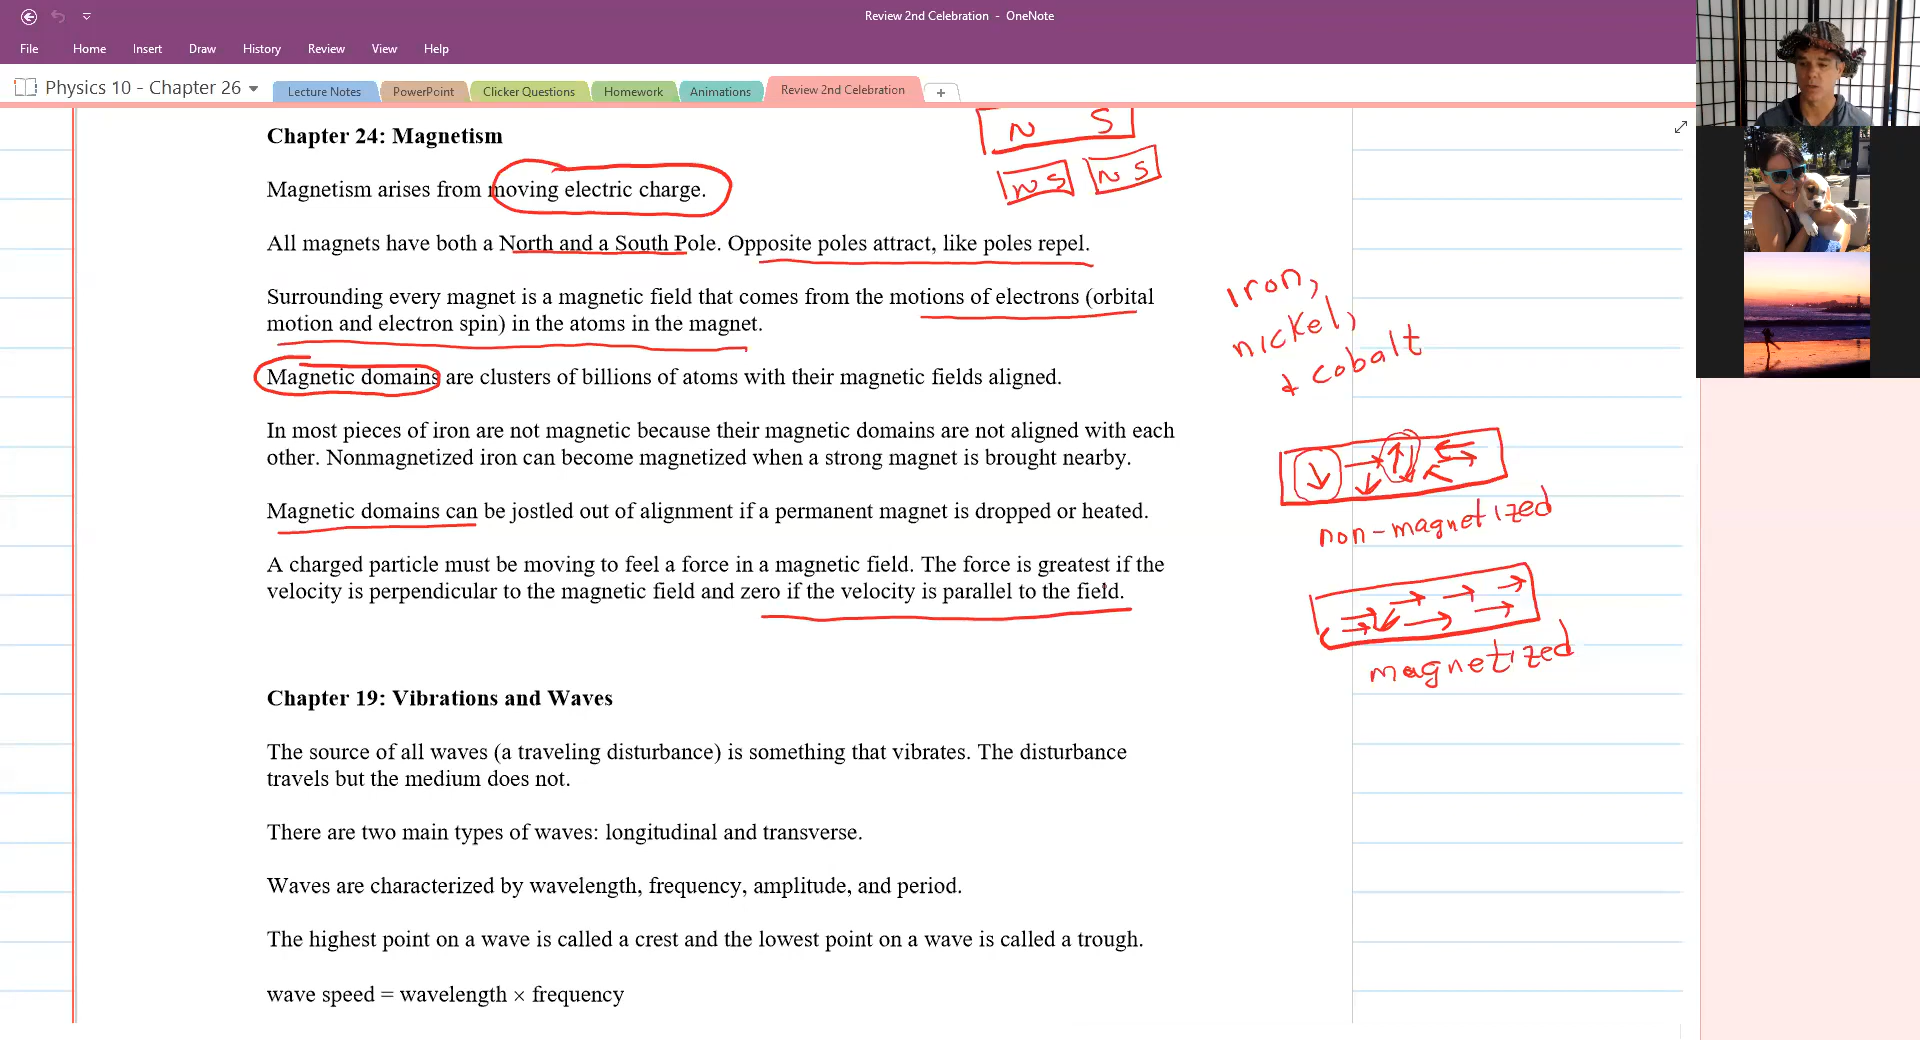 Review 2nd Celebration - OneNote
File Home Insert Draw History Review View Help
Physics 10 - Chapter 26
Lecture Notes PowerPoint Clicker Questions Homework Animations Review 2nd Celebration +
Chapter 24: Magnetism
N S
N S N S
Magnetism arises from moving electric charge.
All magnets have both a North and a South Pole. Opposite poles attract, like poles repel.
Surrounding every magnet is a magnetic field that comes from the motions of electrons (orbital
motion and electron spin) in the atoms in the magnet.
iron,
nickel,
+ cobalt
Magnetic domains are clusters of billions of atoms with their magnetic fields aligned.
In most pieces of iron are not magnetic because their magnetic domains are not aligned with each
other. Nonmagnetized iron can become magnetized when a strong magnet is brought nearby.
Magnetic domains can be jostled out of alignment if a permanent magnet is dropped or heated.
non-magnetized
A charged particle must be moving to feel a force in a magnetic field. The force is greatest if the
velocity is perpendicular to the magnetic field and zero if the velocity is parallel to the field.
magnetized
Chapter 19: Vibrations and Waves
The source of all waves (a traveling disturbance) is something that vibrates. The disturbance
travels but the medium does not.
There are two main types of waves: longitudinal and transverse.
Waves are characterized by wavelength, frequency, amplitude, and period.
The highest point on a wave is called a crest and the lowest point on a wave is called a trough.
wave speed = wavelength × frequency